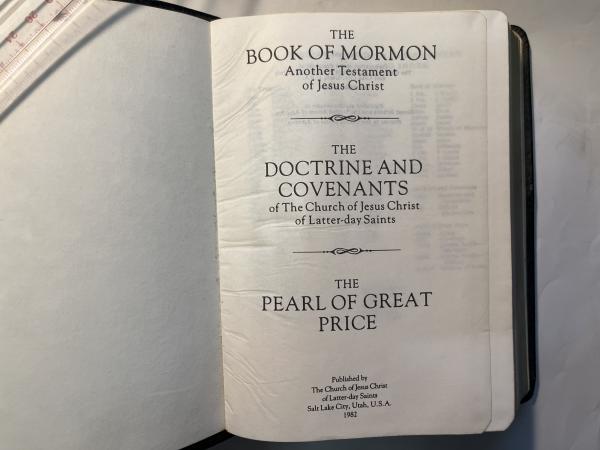 THE
BOOK OF MORMON
Another Testament
of Jesus Christ
THE
DOCTRINE AND
COVENANTS
of The Church of Jesus Christ
of Latter-day Saints
THE
PEARL OF GREAT
PRICE
Published by
The Church of Jesus Christ
of Latter-day Saints
Salt Lake City, Utah, U.S.A.
1982